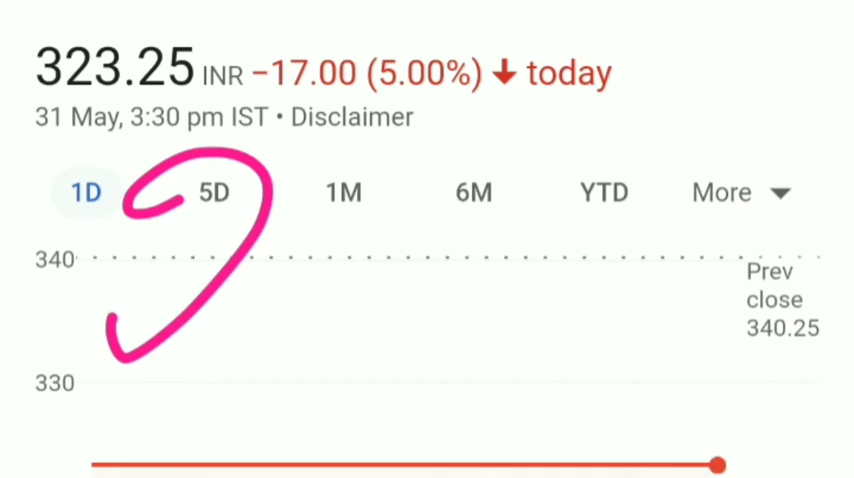 323.25 INR −17.00 (5.00%) ↓ today
31 May, 3:30 pm IST • Disclaimer
1D 5D 1M 6M YTD More
340
Prev
close
340.25
330